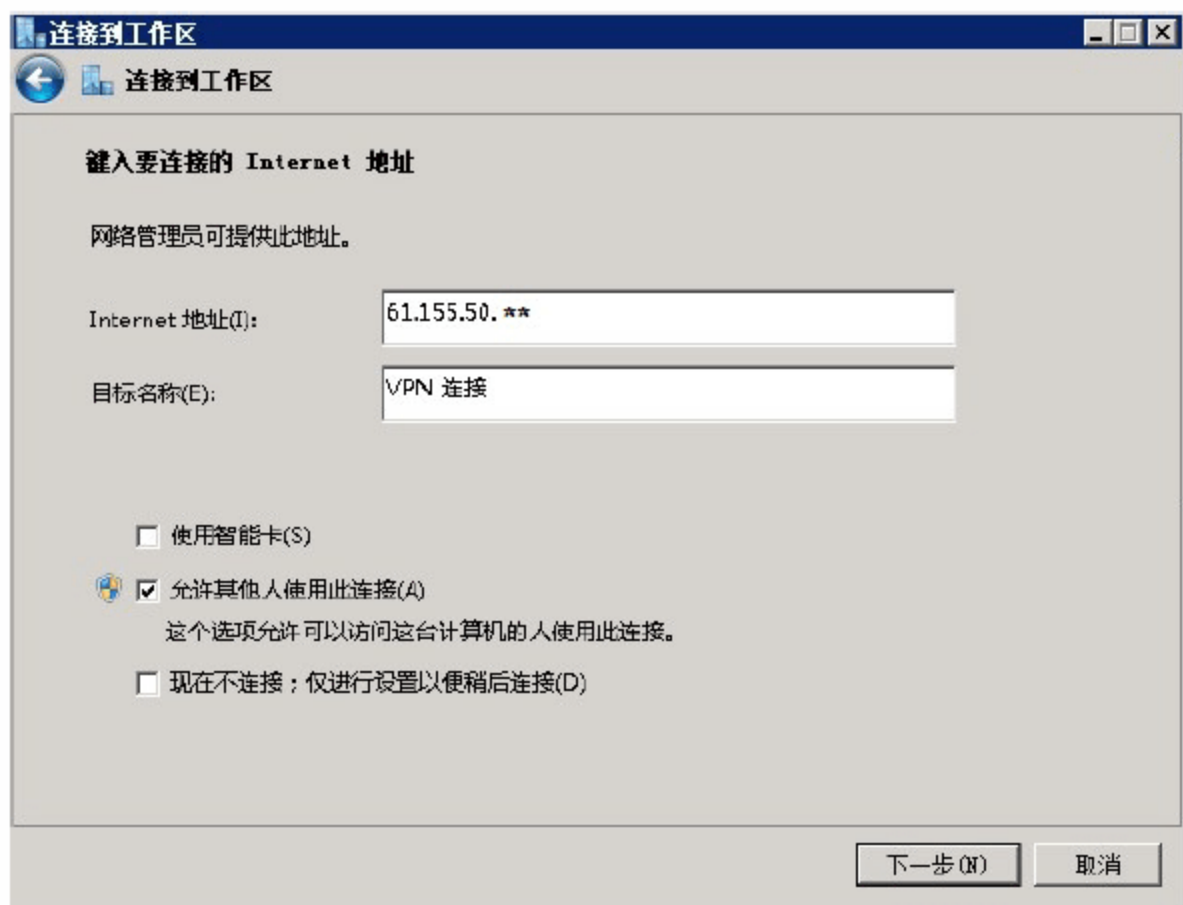 连接到工作区
连接到工作区
键入要连接的 Internet 地址
网络管理员可提供此地址。
Internet 地址(I):
61.155.50.**
目标名称(E):
VPN 连接
使用智能卡(S)
允许其他人使用此连接(A)
这个选项允许可以访问这台计算机的人使用此连接。
现在不连接；仅进行设置以便稍后连接(D)
下一步(N)
取消